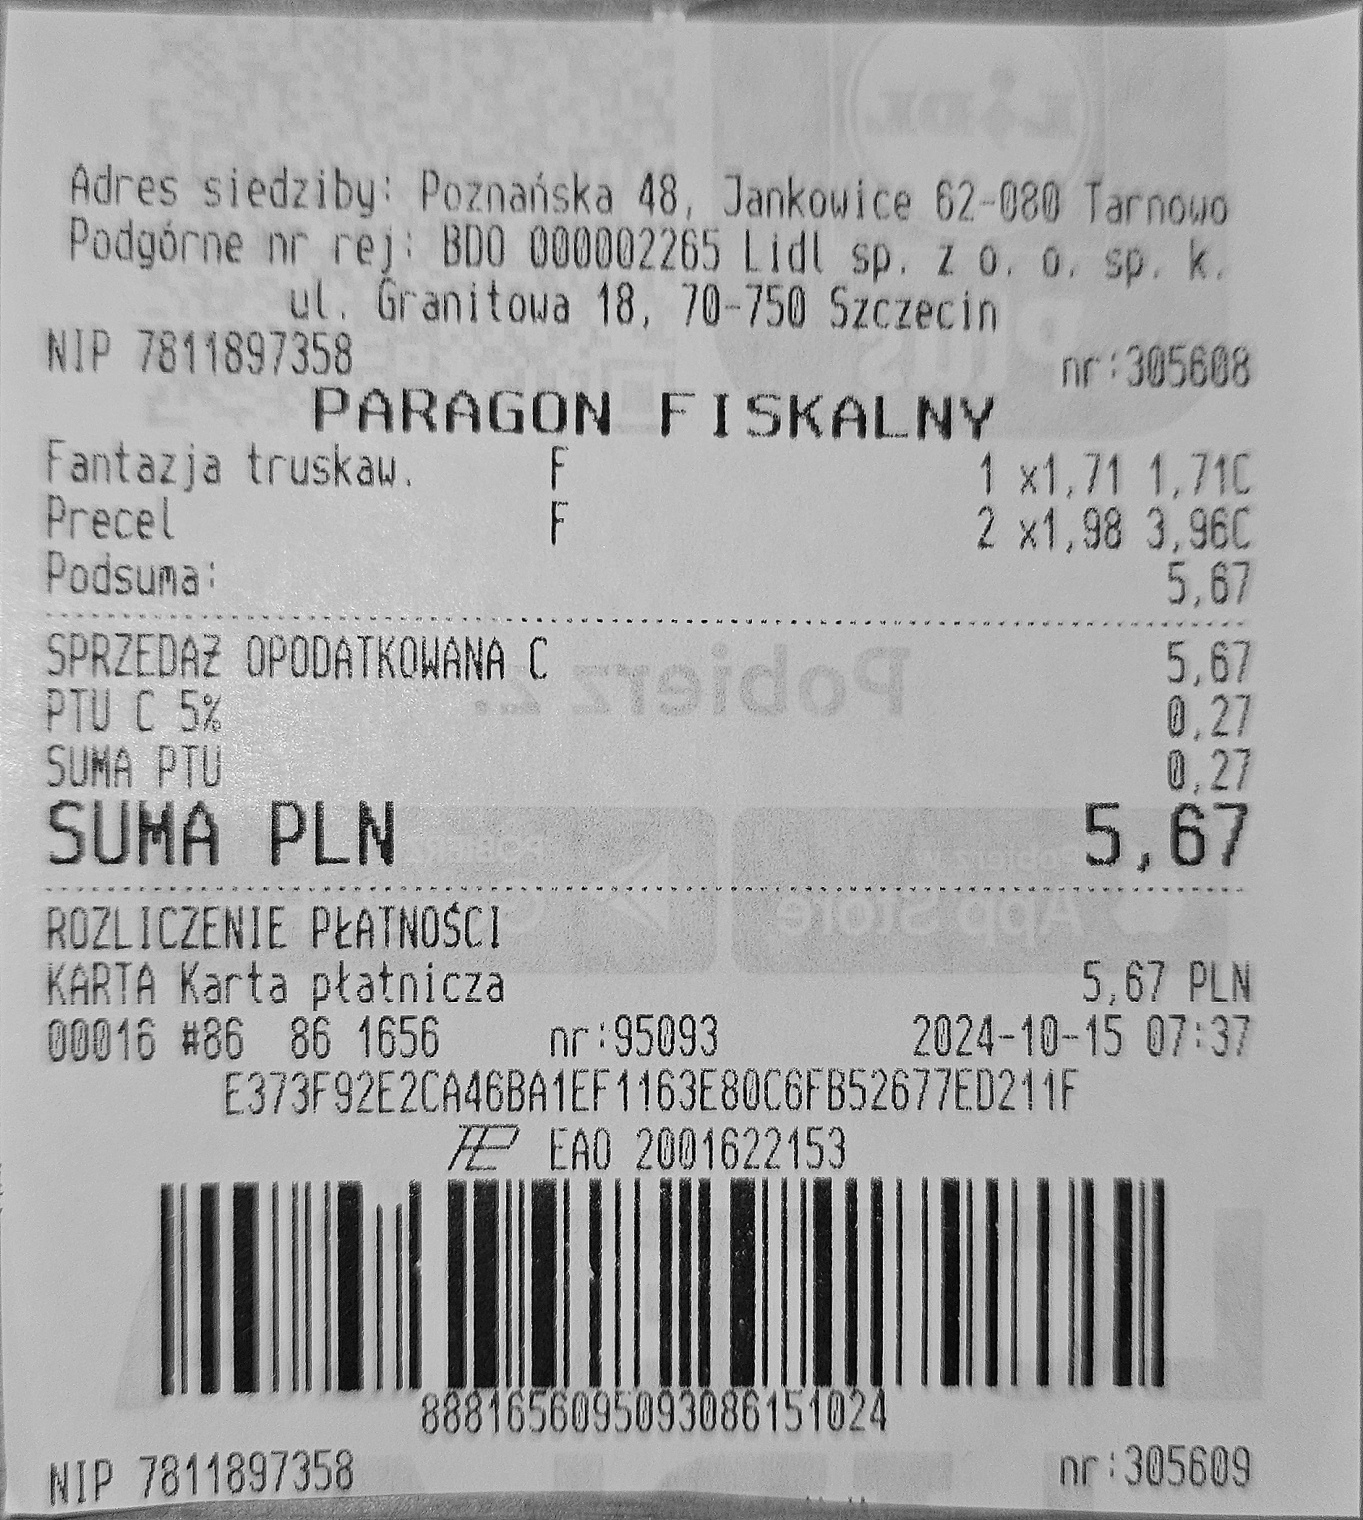 Adres siedziby: Poznańska 48, Jankowice 62-080 Tarnowo
Podgórne nr rej: BDO 000002265 Lidl sp. z o. o. sp. k.
ul. Granitowa 18, 70-750 Szczecin
NIP 7811897358 nr:305608
PARAGON FISKALNY
Fantazja truskaw. F 1 x1,71 1,71C
Precel F 2 x1,98 3,96C
Podsuma: 5,67
SPRZEDAŻ OPODATKOWANA C 5,67
PTU C 5% 0,27
SUMA PTU 0,27
SUMA PLN 5,67
ROZLICZENIE PŁATNOŚCI
KARTA Karta płatnicza 5,67 PLN
00016 #86 86 1656 nr:95093 2024-10-15 07:37
E373F92E2CA46BA1EF1163E80C6FB52677ED211F
EAO 2001622153
8881656095093086151024
NIP 7811897358 nr:305609